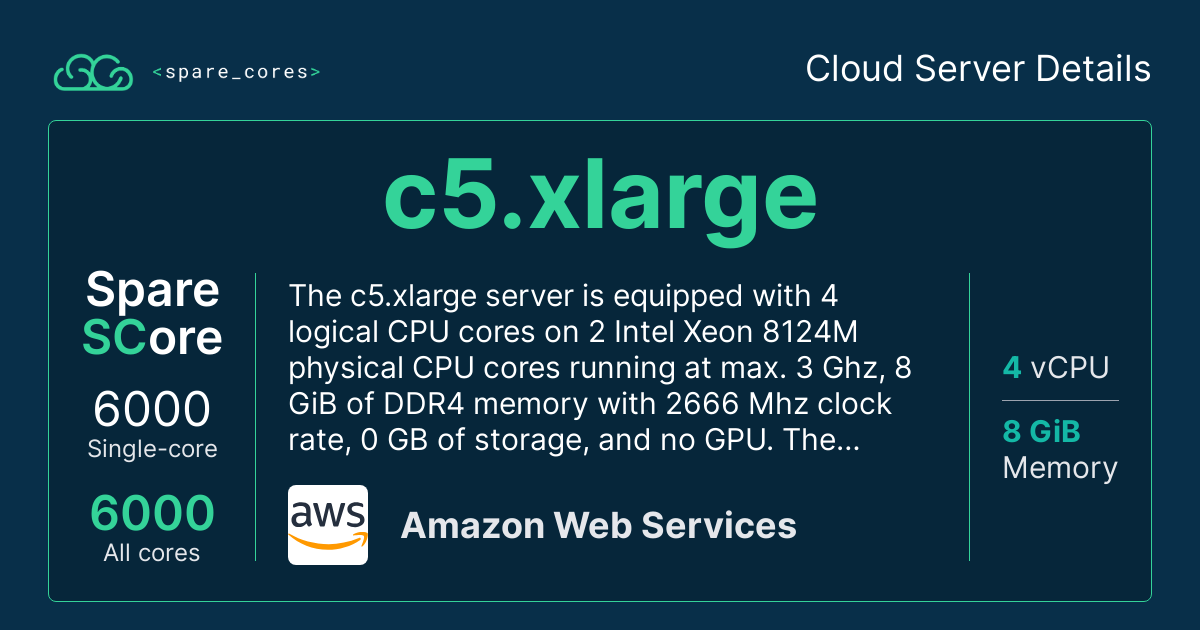 <spare_cores>
Cloud Server Details
c5.xlarge
Spare
SCore
6000
Single-core
6000
All cores
The c5.xlarge server is equipped with 4
logical CPU cores on 2 Intel Xeon 8124M
physical CPU cores running at max. 3 Ghz, 8
GiB of DDR4 memory with 2666 Mhz clock
rate, 0 GB of storage, and no GPU. The...
aws
Amazon Web Services
4 vCPU
8 GiB
Memory